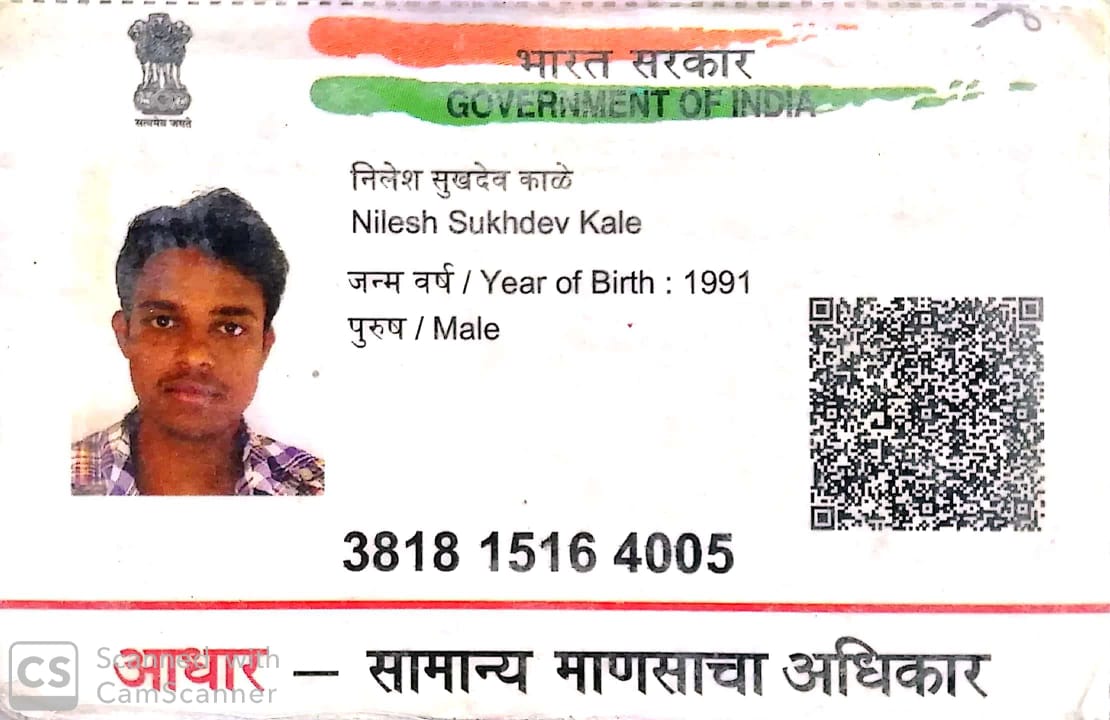 भारत सरकार
GOVERNMENT OF INDIA
सत्यमेव जयते
निलेश सुखदेव काळे
Nilesh Sukhdev Kale
जन्म वर्ष / Year of Birth : 1991
पुरुष / Male
3818 1516 4005
आधार — सामान्य माणसाचा अधिकार
CS Scanned with
CamScanner